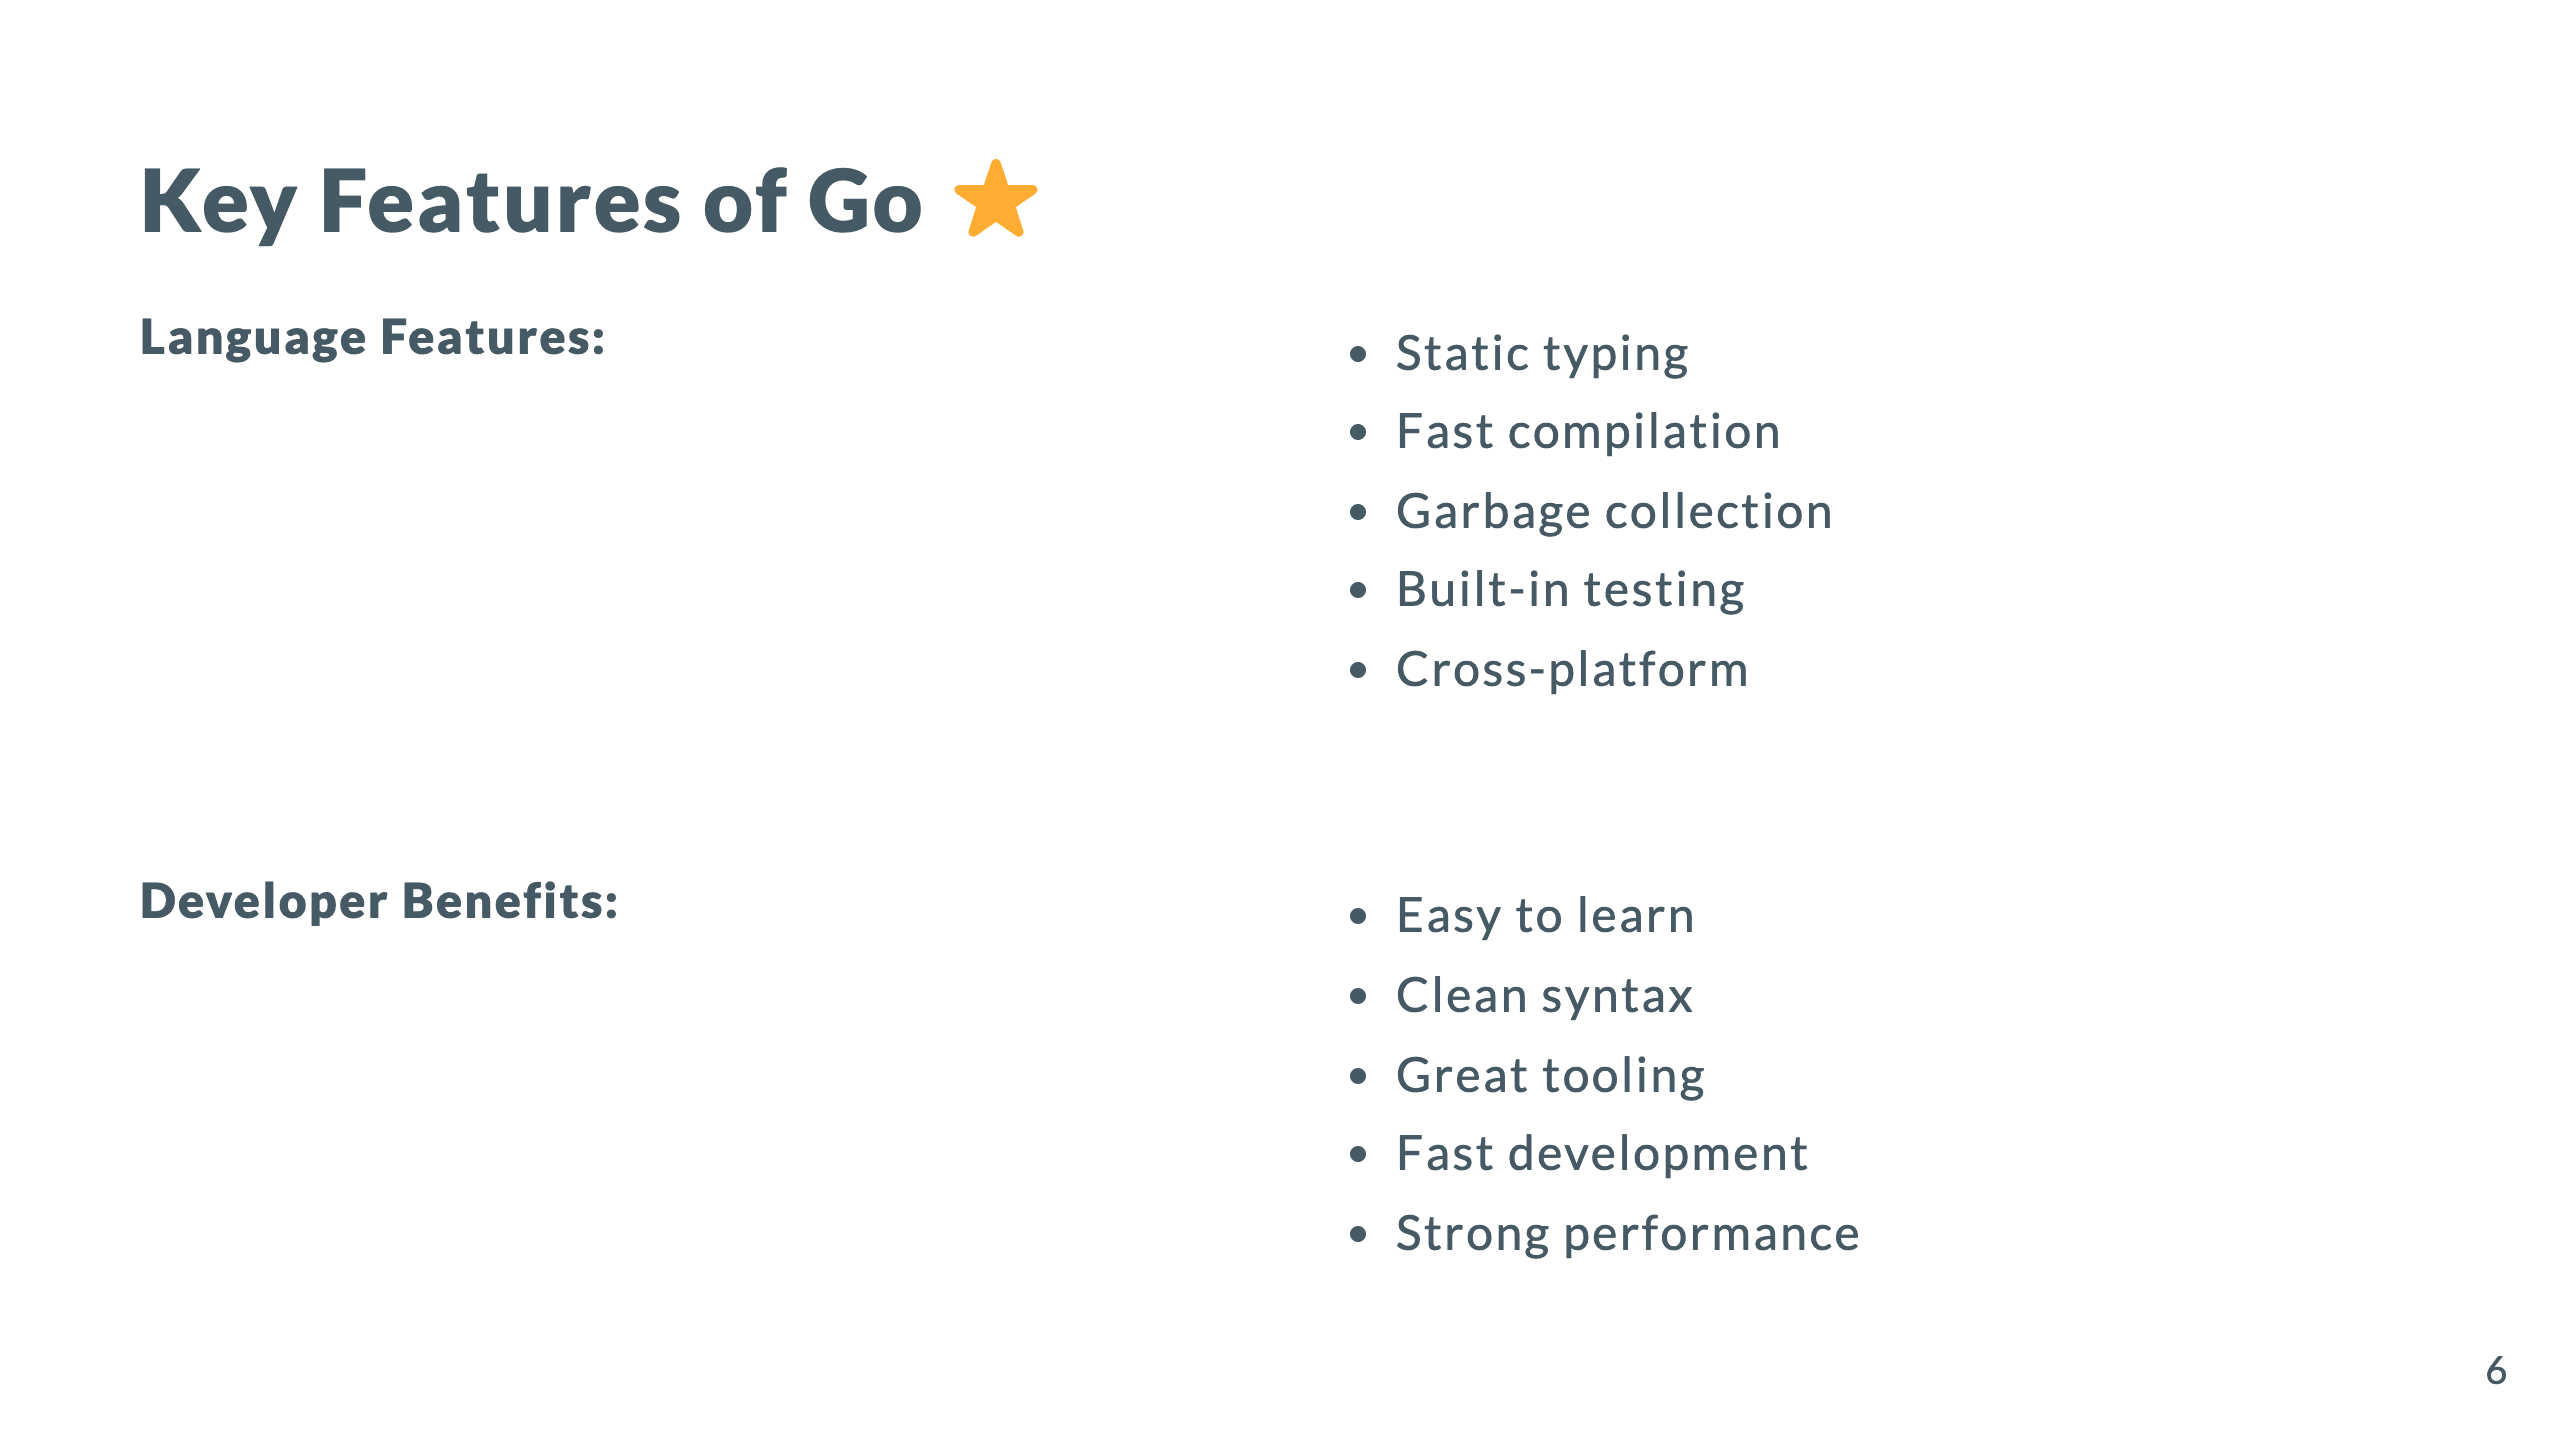 Key Features of Go ⭐
Language Features:
• Static typing
• Fast compilation
• Garbage collection
• Built-in testing
• Cross-platform
Developer Benefits:
• Easy to learn
• Clean syntax
• Great tooling
• Fast development
• Strong performance
6